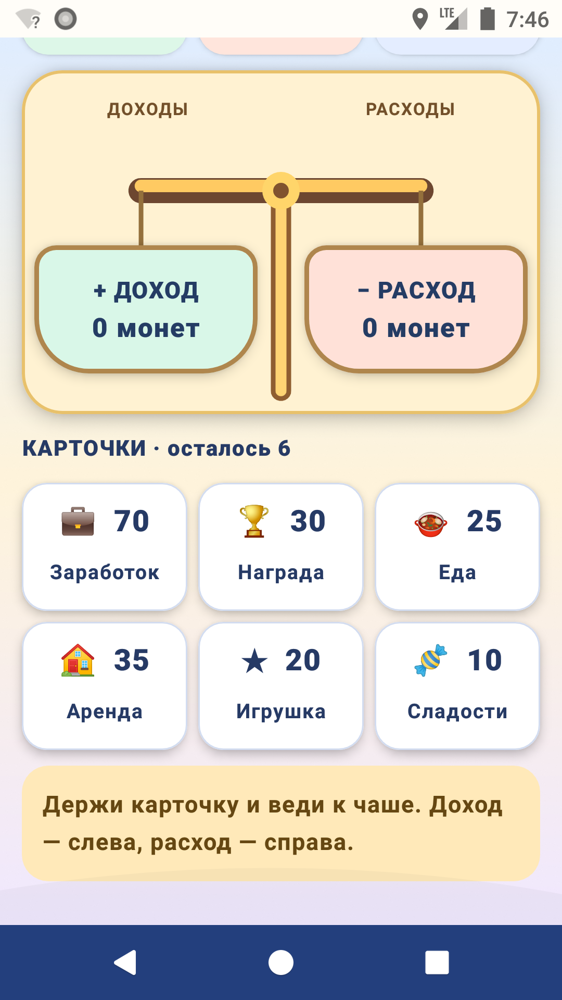 LTE 7:46
ДОХОДЫ РАСХОДЫ
+ ДОХОД
0 монет
− РАСХОД
0 монет
КАРТОЧКИ · осталось 6
70
Заработок
30
Награда
25
Еда
35
Аренда
★ 20
Игрушка
10
Сладости
Держи карточку и веди к чаше. Доход
— слева, расход — справа.